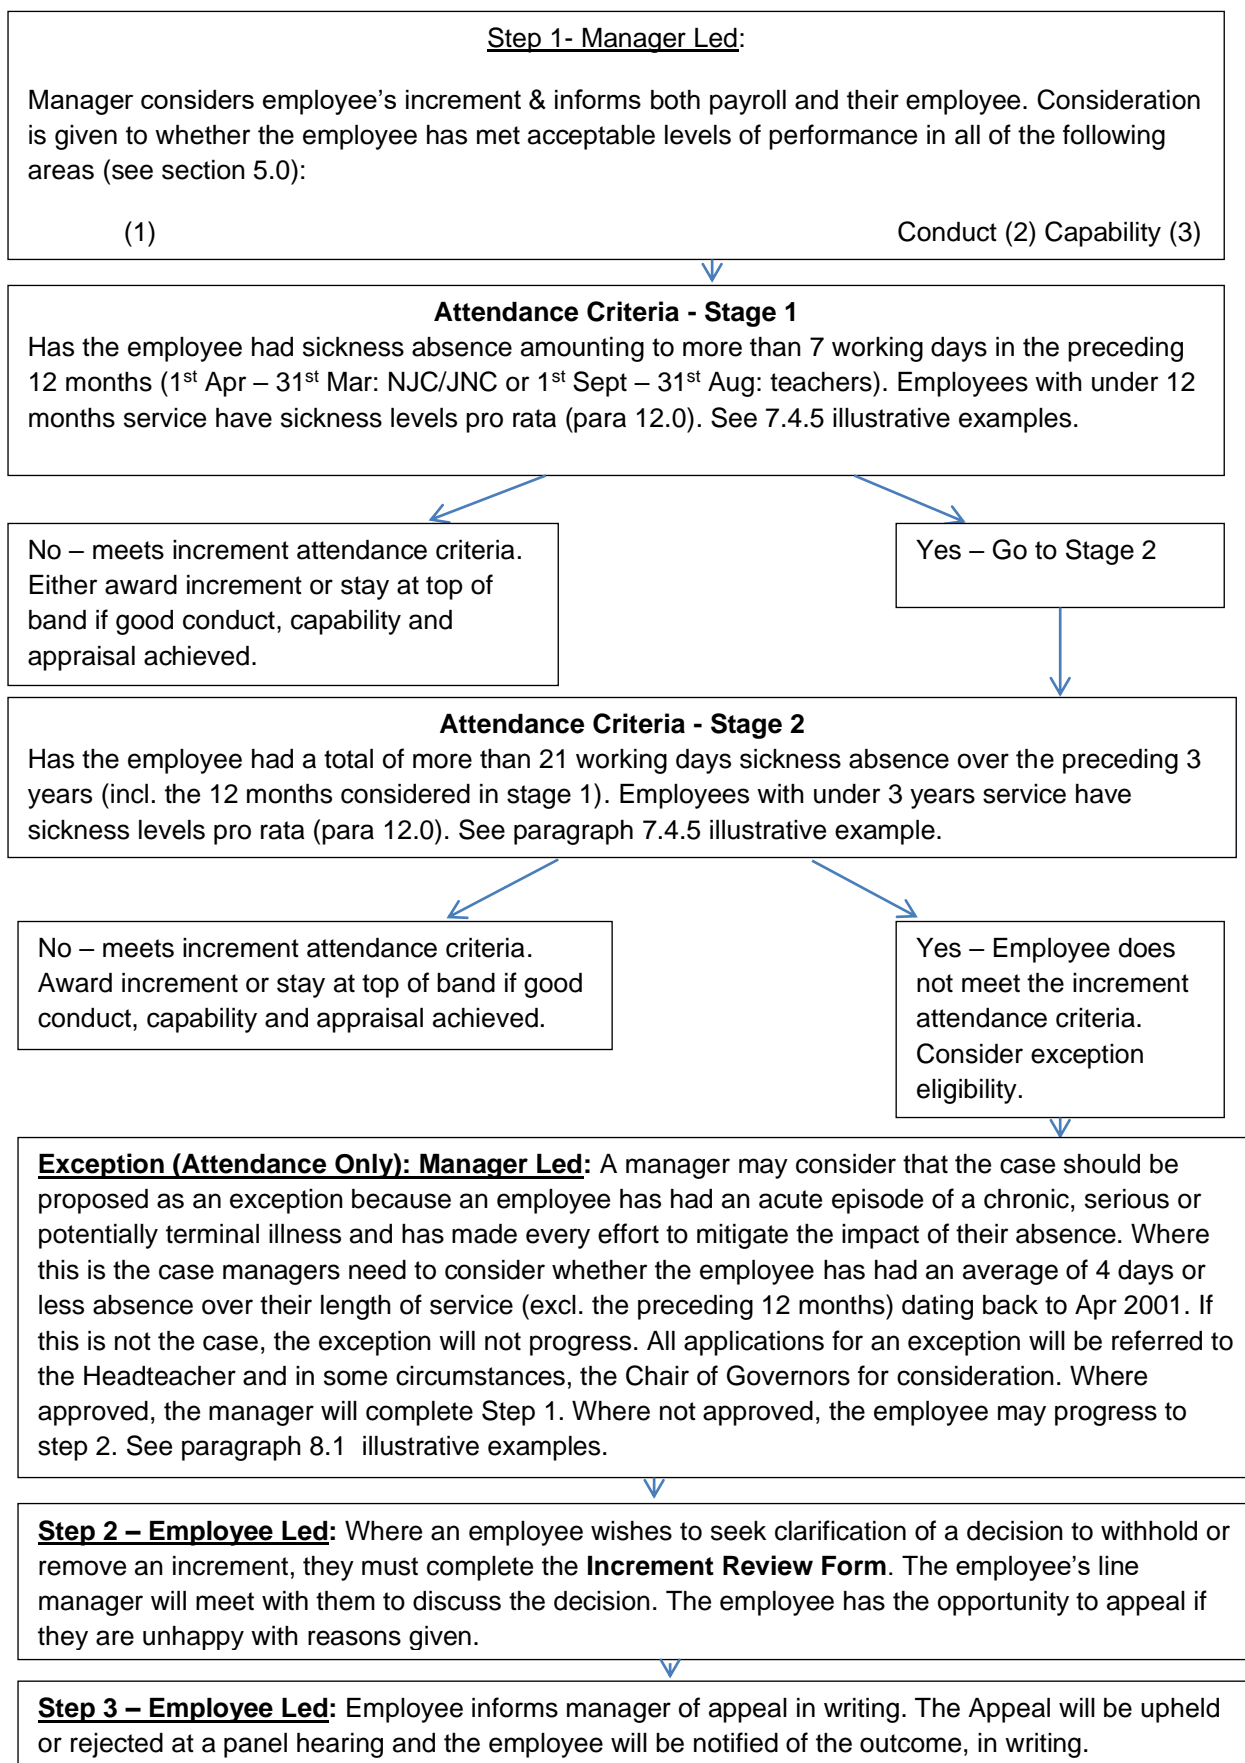 Step 1- Manager Led:
Manager considers employee’s increment & informs both payroll and their employee. Consideration
is given to whether the employee has met acceptable levels of performance in all of the following
areas (see section 5.0):
(1) Conduct (2) Capability (3)
Attendance Criteria - Stage 1
Has the employee had sickness absence amounting to more than 7 working days in the preceding
12 months (1st Apr – 31st Mar: NJC/JNC or 1st Sept – 31st Aug: teachers). Employees with under 12
months service have sickness levels pro rata (para 12.0). See 7.4.5 illustrative examples.
No – meets increment attendance criteria.
Either award increment or stay at top of
band if good conduct, capability and
appraisal achieved.
Yes – Go to Stage 2
Attendance Criteria - Stage 2
Has the employee had a total of more than 21 working days sickness absence over the preceding 3
years (incl. the 12 months considered in stage 1). Employees with under 3 years service have
sickness levels pro rata (para 12.0). See paragraph 7.4.5 illustrative example.
No – meets increment attendance criteria.
Award increment or stay at top of band if good
conduct, capability and appraisal achieved.
Yes – Employee does
not meet the increment
attendance criteria.
Consider exception
eligibility.
Exception (Attendance Only): Manager Led: A manager may consider that the case should be
proposed as an exception because an employee has had an acute episode of a chronic, serious or
potentially terminal illness and has made every effort to mitigate the impact of their absence. Where
this is the case managers need to consider whether the employee has had an average of 4 days or
less absence over their length of service (excl. the preceding 12 months) dating back to Apr 2001. If
this is not the case, the exception will not progress. All applications for an exception will be referred to
the Headteacher and in some circumstances, the Chair of Governors for consideration. Where
approved, the manager will complete Step 1. Where not approved, the employee may progress to
step 2. See paragraph 8.1 illustrative examples.
Step 2 – Employee Led: Where an employee wishes to seek clarification of a decision to withhold or
remove an increment, they must complete the Increment Review Form. The employee’s line
manager will meet with them to discuss the decision. The employee has the opportunity to appeal if
they are unhappy with reasons given.
Step 3 – Employee Led: Employee informs manager of appeal in writing. The Appeal will be upheld
or rejected at a panel hearing and the employee will be notified of the outcome, in writing.